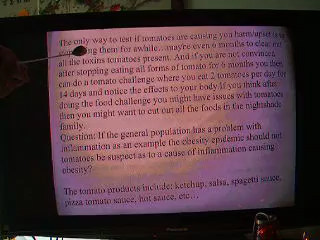 The only way to test if tomatoes are causing you harm/upset is to
stop eating them for awhile... maybe even 6 months to clear out
all the toxins tomatoes present. And if you are not convinced
after stopping eating all forms of tomato for 6 months you then
can do a tomato challenge where you eat 2 tomatoes per day for
14 days and notice the effects to your body. If you think after
doing the food challenge you might have issues with tomatoes
then you might want to cut out all the foods in the nightshade
family.
Question: If the general population has a problem with
inflammation as an example the obesity epidemic should not
tomatoes be suspect as to a cause of inflammation causing
obesity?
The tomato products include: ketchup, salsa, spagetti sauce,
pizza tomato sauce, hot sauce, etc...